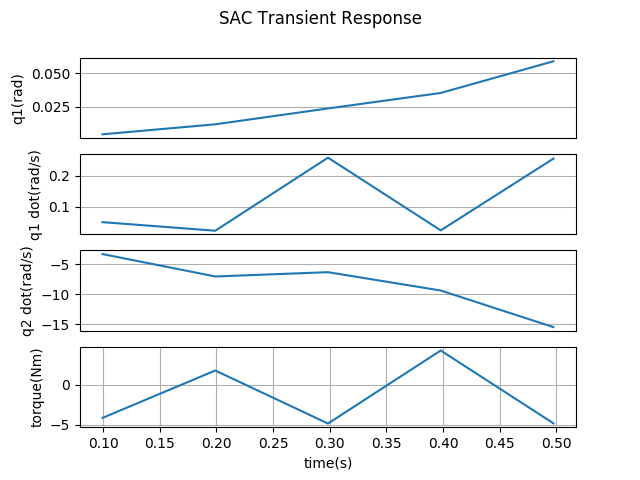 SAC Transient Response
0.050
0.025
q1(rad)
0.2
0.1
q1 dot(rad/s)
−5
−10
−15
q2 dot(rad/s)
0
−5
torque(Nm)
0.10 0.15 0.20 0.25 0.30 0.35 0.40 0.45 0.50
time(s)